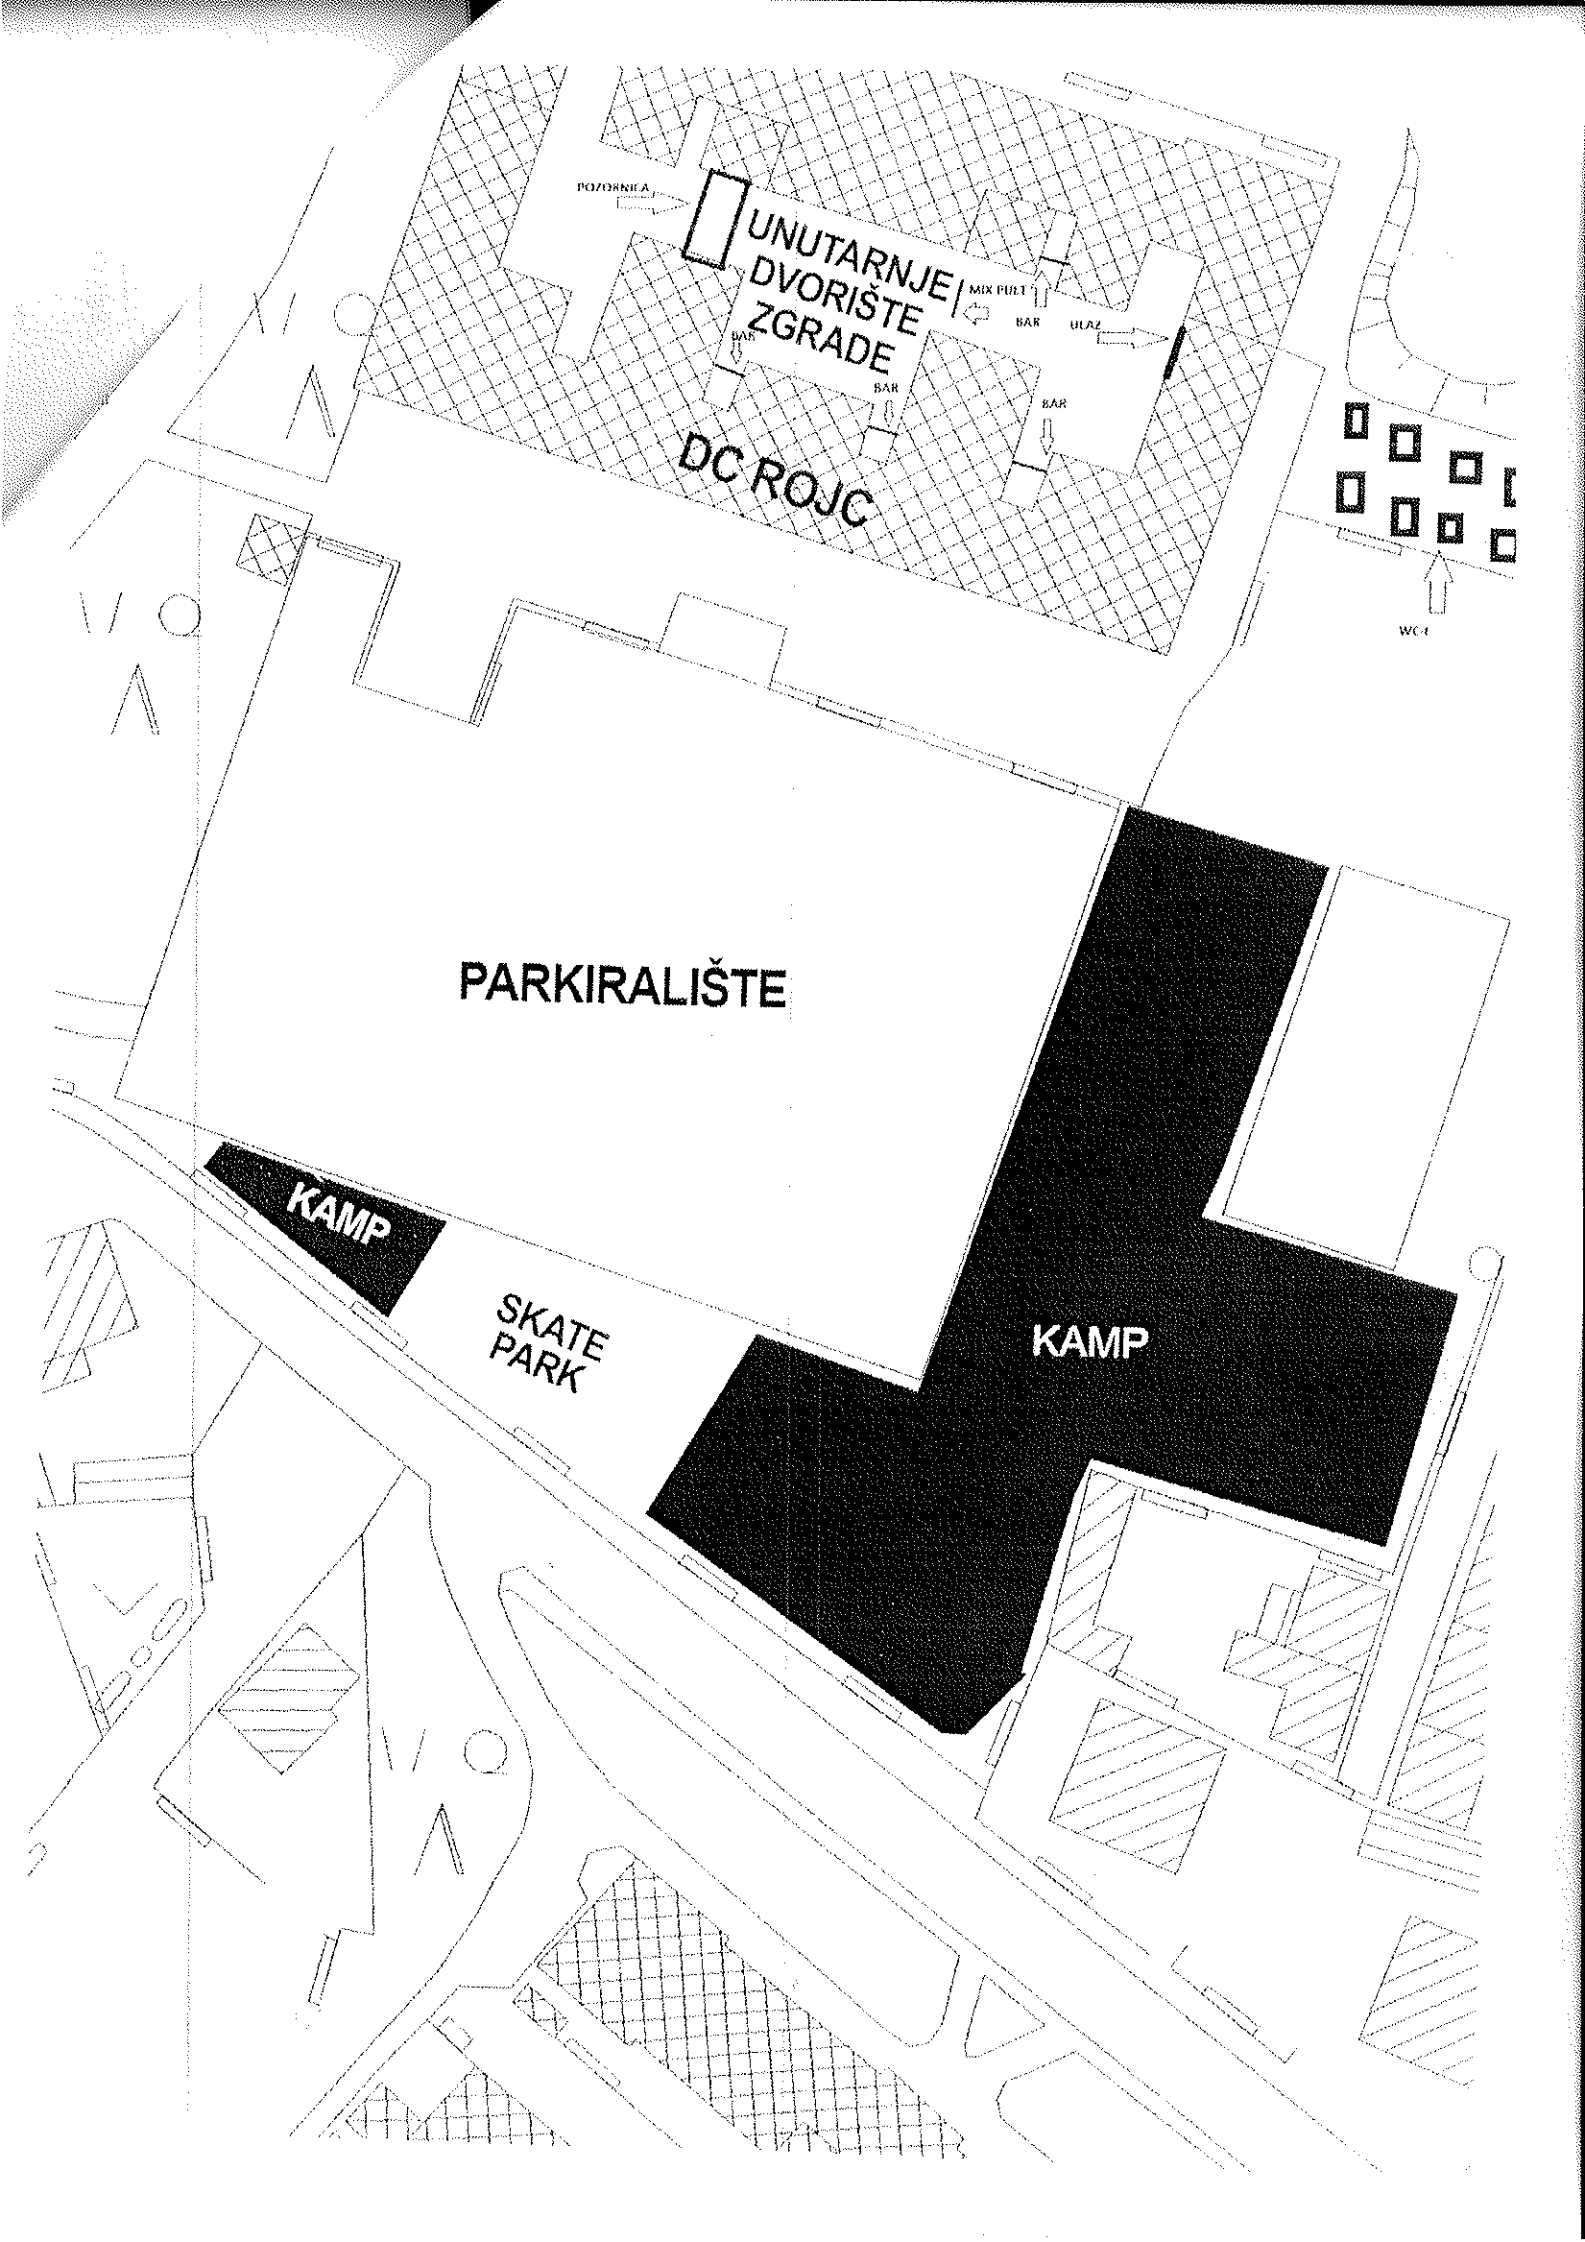 POZORNICA
UNUTARNJE
DVORIŠTE
ZGRADE
MIX PULT
BAR
ULAZ
BAR
BAR
BAR
DC ROJC
WC-I
PARKIRALIŠTE
KAMP
SKATE
PARK
KAMP